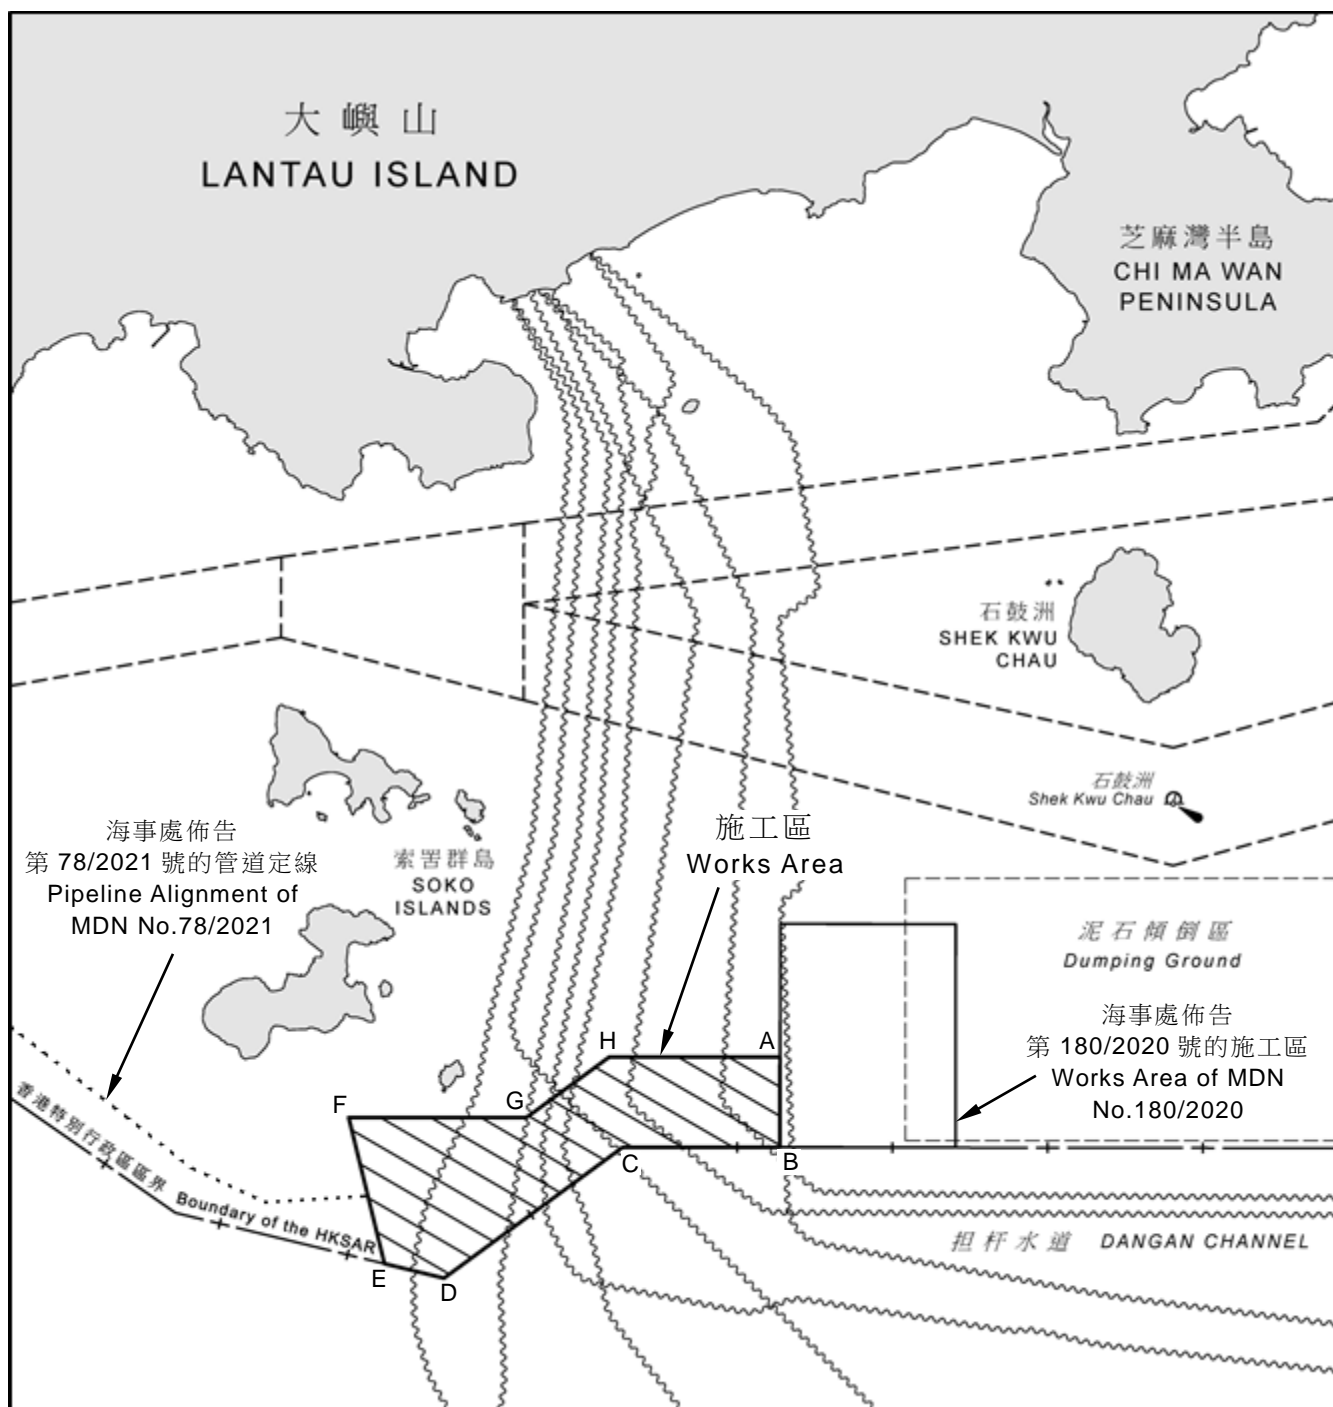 大嶼山
LANTAU ISLAND
芝麻灣半島
CHI MA WAN
PENINSULA
石鼓洲
SHEK KWU
CHAU
石鼓洲
Shek Kwu Chau
海事處佈告
第 78/2021 號的管道定線
Pipeline Alignment of
MDN No.78/2021
索罟群島
SOKO
ISLANDS
施工區
Works Area
泥石傾倒區
Dumping Ground
海事處佈告
第 180/2020 號的施工區
Works Area of MDN
No.180/2020
H
A
F
G
C
B
E
D
香港特別行政區區界 Boundary of the HKSAR
担杆水道 DANGAN CHANNEL